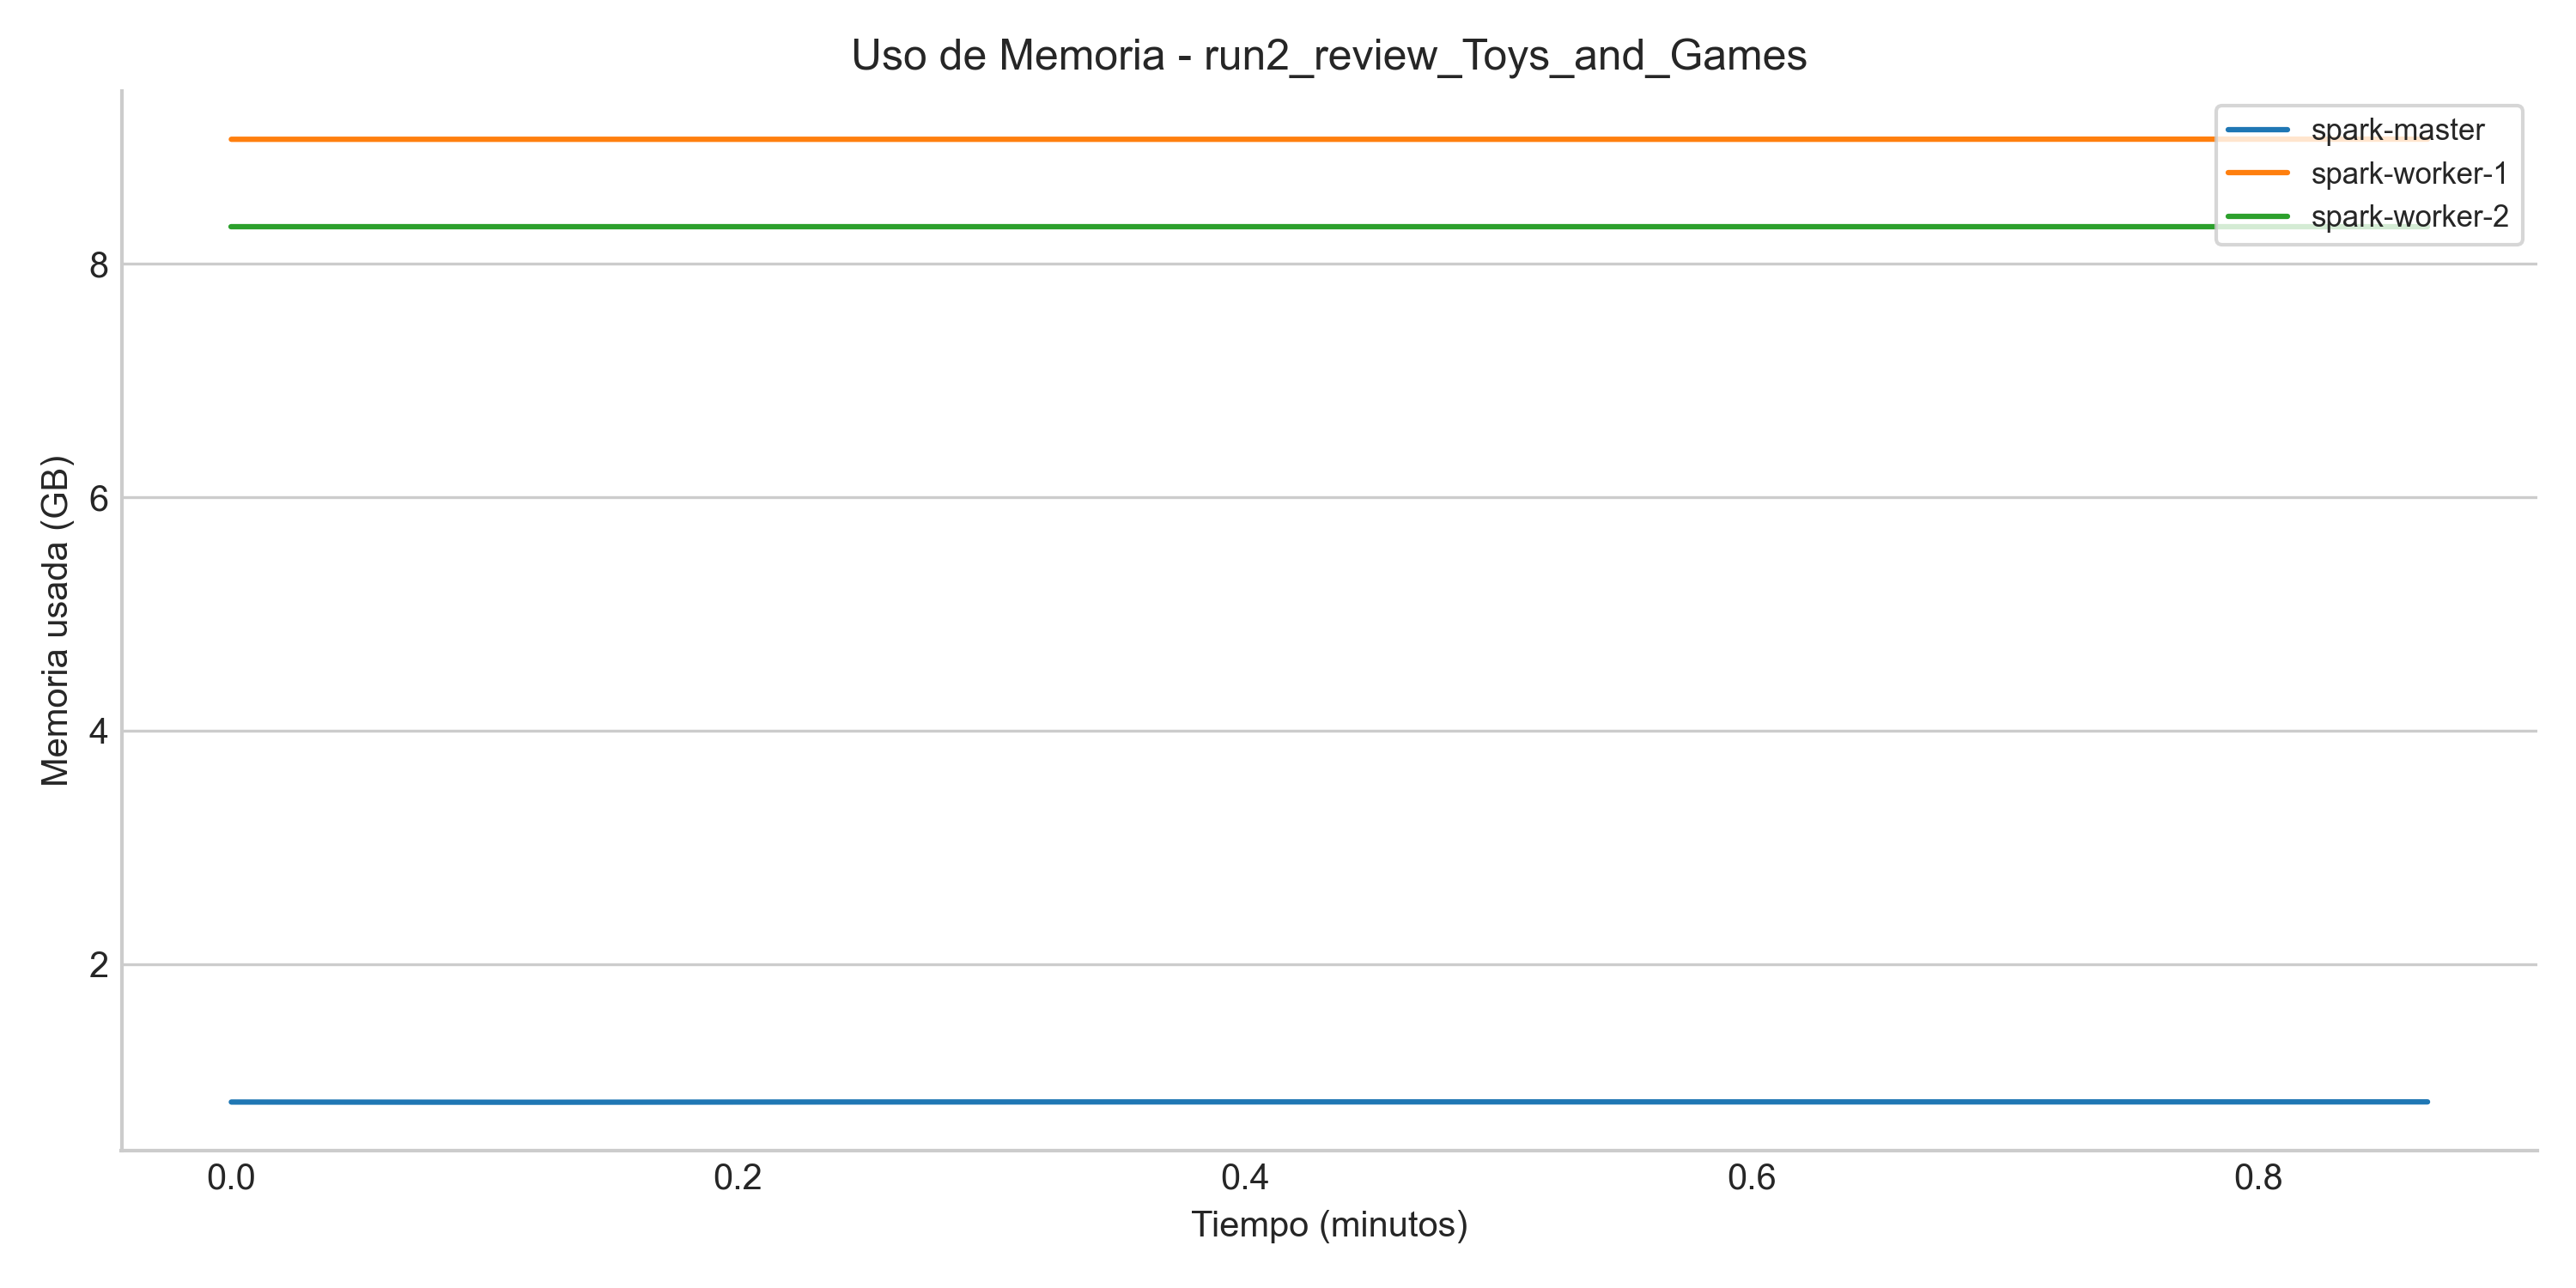 Uso de Memoria - run2_review_Toys_and_Games
spark-master
spark-worker-1
spark-worker-2
Memoria usada (GB)
8
6
4
2
0.0 0.2 0.4 0.6 0.8
Tiempo (minutos)